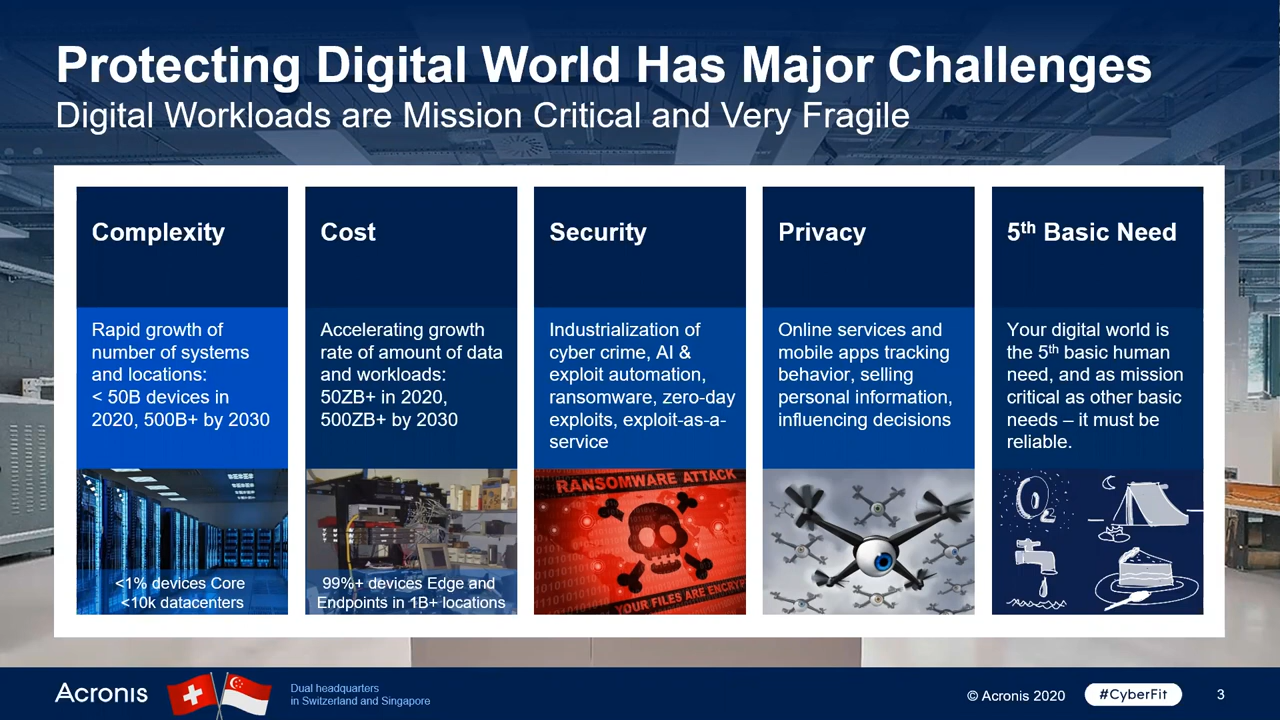 Protecting Digital World Has Major Challenges
Digital Workloads are Mission Critical and Very Fragile
Complexity
Rapid growth of
number of systems
and locations:
< 50B devices in
2020, 500B+ by 2030
<1% devices Core
<10k datacenters
Cost
Accelerating growth
rate of amount of data
and workloads:
50ZB+ in 2020,
500ZB+ by 2030
99%+ devices Edge and
Endpoints in 1B+ locations
Security
Industrialization of
cyber crime, AI &
exploit automation,
ransomware, zero-day
exploits, exploit-as-a-
service
RANSOMWARE ATTACK
YOUR FILES ARE ENCRYP
Privacy
Online services and
mobile apps tracking
behavior, selling
personal information,
influencing decisions
5th Basic Need
Your digital world is
the 5th basic human
need, and as mission
critical as other basic
needs – it must be
reliable.
O2
Acronis
Dual headquarters
in Switzerland and Singapore
© Acronis 2020
#CyberFit
3